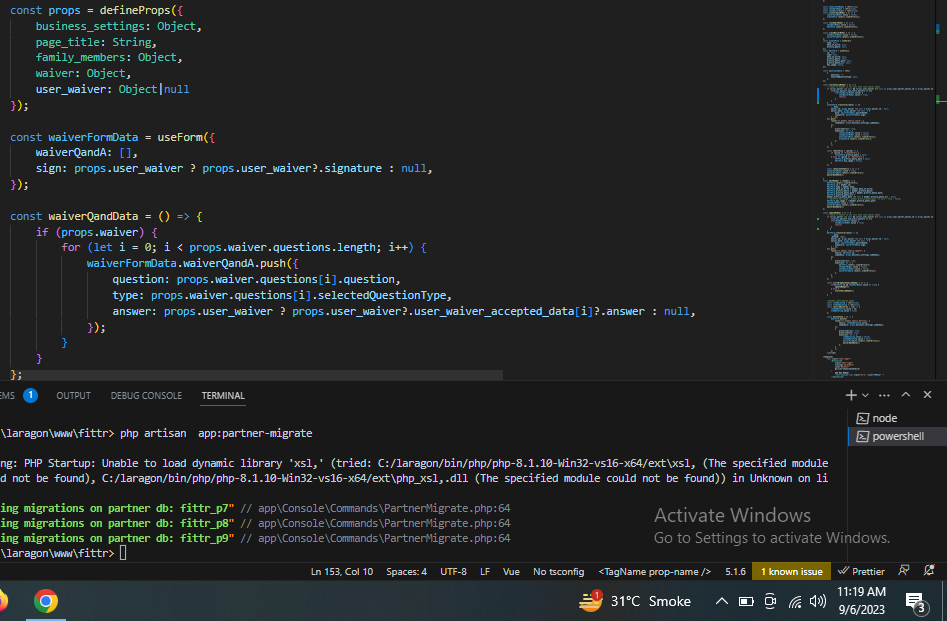 const props = defineProps({
    business_settings: Object,
    page_title: String,
    family_members: Object,
    waiver: Object,
    user_waiver: Object|null
});
const waiverFormData = useForm({
    waiverQandA: [],
    sign: props.user_waiver ? props.user_waiver?.signature : null,
});
const waiverQandData = () => {
    if (props.waiver) {
        for (let i = 0; i < props.waiver.questions.length; i++) {
            waiverFormData.waiverQandA.push({
                question: props.waiver.questions[i].question,
                type: props.waiver.questions[i].selectedQuestionType,
                answer: props.user_waiver ? props.user_waiver?.user_waiver_accepted_data[i]?.answer : null,
            });
        }
    }
};
EMS 1 OUTPUT DEBUG CONSOLE TERMINAL
node
powershell
\laragon\www\fittr> php artisan  app:partner-migrate
ng: PHP Startup: Unable to load dynamic library 'xsl,' (tried: C:/laragon/bin/php/php-8.1.10-Win32-vs16-x64/ext\xsl, (The specified module
d not be found), C:/laragon/bin/php/php-8.1.10-Win32-vs16-x64/ext\php_xsl,.dll (The specified module could not be found)) in Unknown on li
ing migrations on partner db: fittr_p7" // app\Console\Commands\PartnerMigrate.php:64
ing migrations on partner db: fittr_p8" // app\Console\Commands\PartnerMigrate.php:64
ing migrations on partner db: fittr_p9" // app\Console\Commands\PartnerMigrate.php:64
\laragon\www\fittr>
Activate Windows
Go to Settings to activate Windows.
Ln 153, Col 10 Spaces: 4 UTF-8 LF Vue No tsconfig <TagName prop-name /> 5.1.6 1 known issue Prettier
1 31°C Smoke 11:19 AM
9/6/2023 3